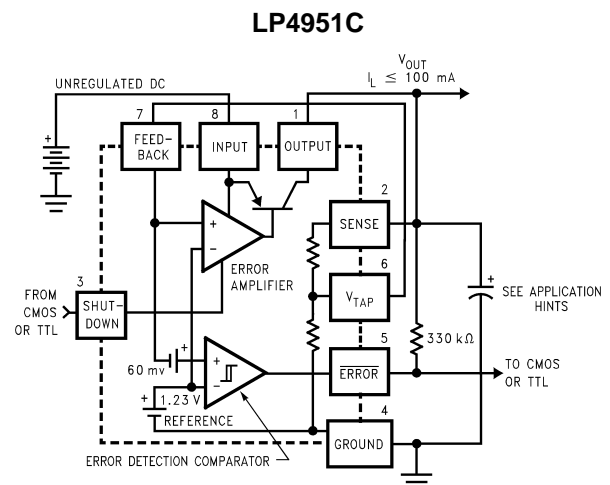 LP4951C
V_OUT
I_L ≤ 100 mA
UNREGULATED DC
7
8
1
FEED-
BACK
INPUT
OUTPUT
2
SENSE
+
+
−
ERROR
AMPLIFIER
6
V_TAP
+
SEE APPLICATION
HINTS
3
FROM
CMOS
OR TTL
SHUT-
DOWN
330 kΩ
5
ERROR
TO CMOS
OR TTL
+
60 mv
+
−
+
1.23 V
REFERENCE
4
GROUND
ERROR DETECTION COMPARATOR